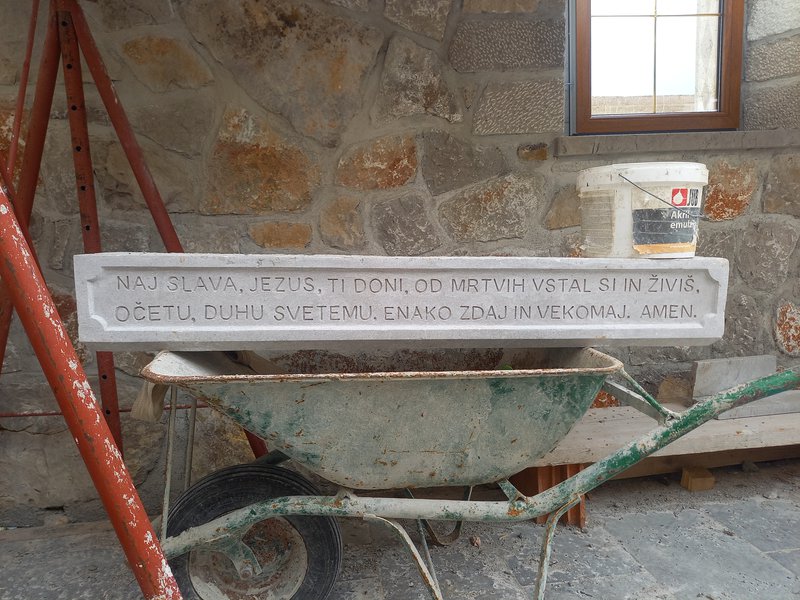 NAJ SLAVA, JEZUS, TI DONI, OD MRTVIH VSTAL SI IN ŽIVIŠ,
OČETU, DUHU SVETEMU. ENAKO ZDAJ IN VEKOMAJ. AMEN.
JUB